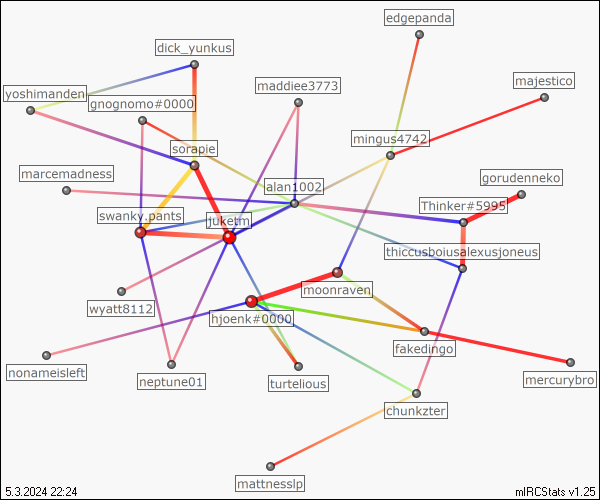 edgepanda
dick_yunkus
maddiee3773
majestico
yoshimanden
gnognomo#0000
mingus4742
sorapie
marcemadness
alan1002
gorudenneko
swanky.pants
juketm
Thinker#5995
thiccusboiusalexusjoneus
moonraven
wyatt8112
hjoenk#0000
fakedingo
nonameisleft
neptune01
turtelious
mercurybro
chunkzter
mattnesslp
5.3.2024 22:24
mIRCStats v1.25